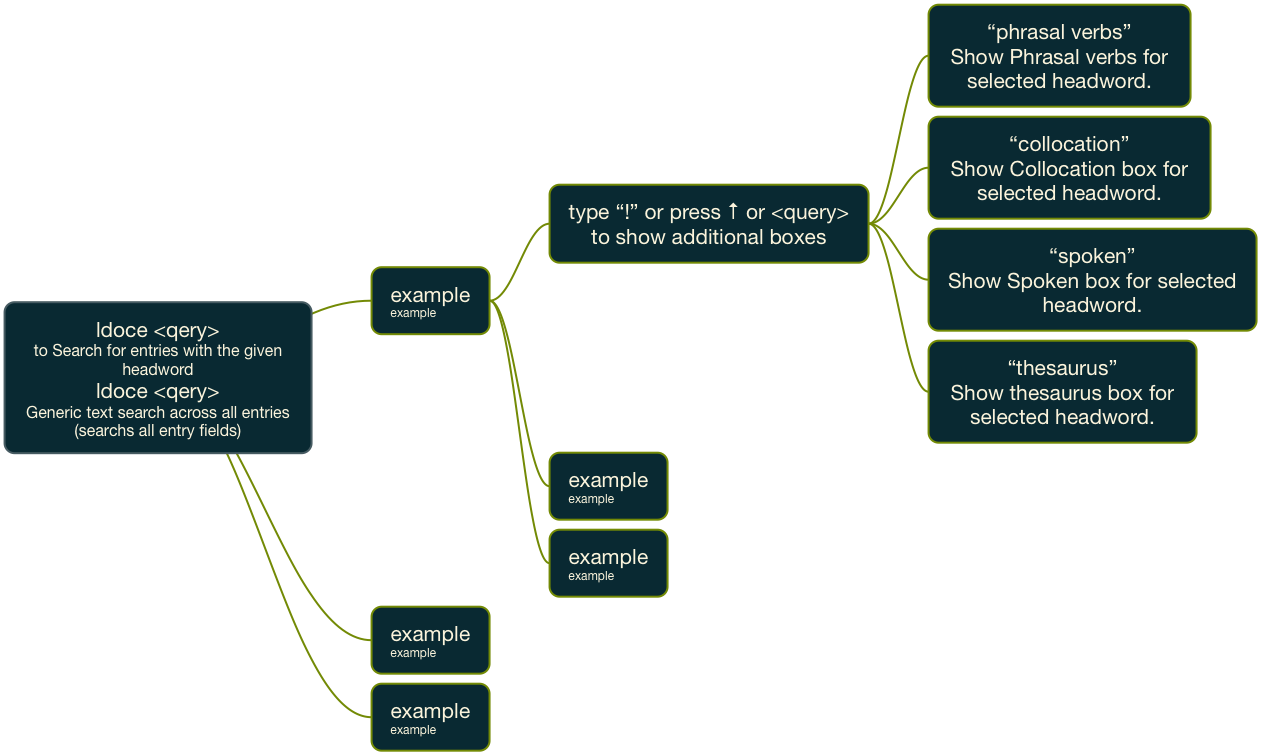 ldoce <qery>
to Search for entries with the given
headword
ldoce <qery>
Generic text search across all entries
(searchs all entry fields)
example
example
type “!” or press ↑ or <query>
to show additional boxes
“phrasal verbs”
Show Phrasal verbs for
selected headword.
“collocation”
Show Collocation box for
selected headword.
“spoken”
Show Spoken box for selected
headword.
“thesaurus”
Show thesaurus box for
selected headword.
example
example
example
example
example
example
example
example